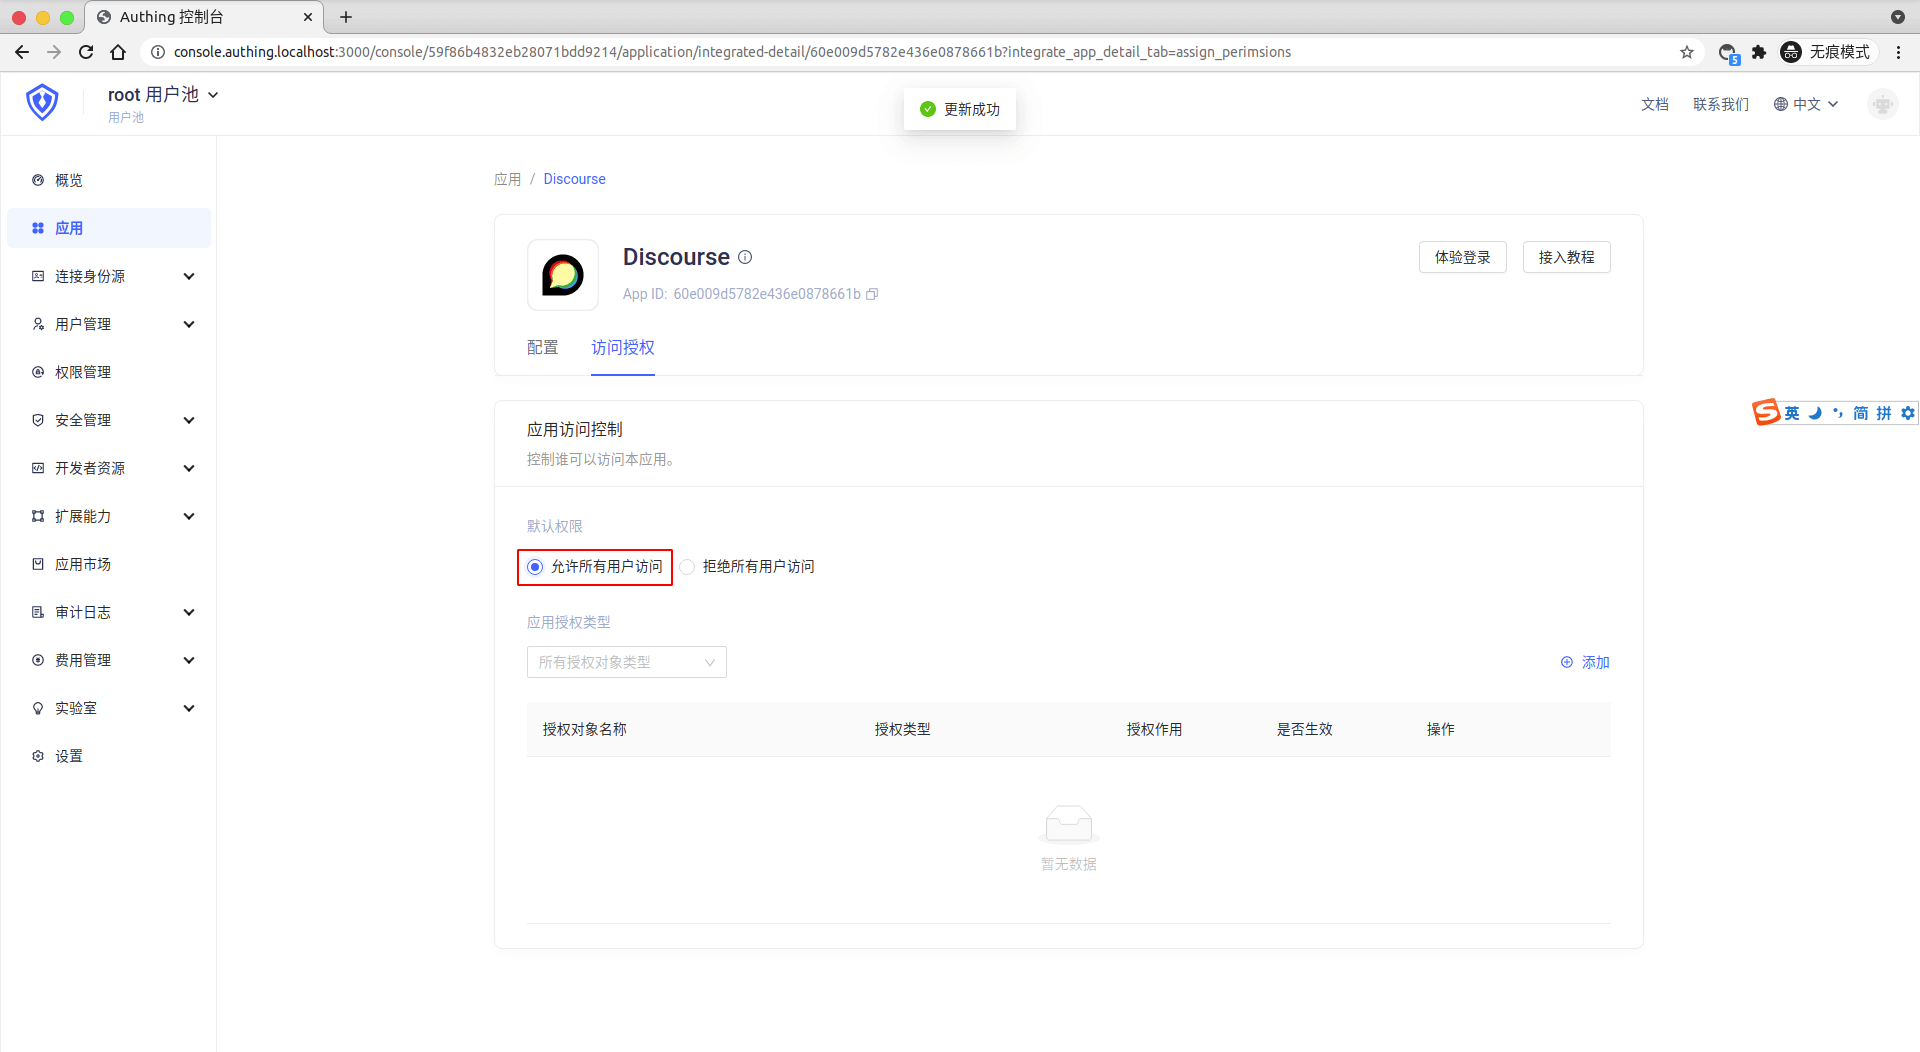 Authing 控制台
console.authing.localhost:3000/console/59f86b4832eb28071bdd9214/application/integrated-detail/60e009d5782e436e0878661b?integrate_app_detail_tab=assign_perimsions
5
无痕模式
root 用户池
用户池
更新成功
文档
联系我们
中文
概览
应用
连接身份源
用户管理
权限管理
安全管理
开发者资源
扩展能力
应用市场
审计日志
费用管理
实验室
设置
应用 / Discourse
Discourse
App ID: 60e009d5782e436e0878661b
体验登录
接入教程
配置
访问授权
应用访问控制
控制谁可以访问本应用。
默认权限
允许所有用户访问
拒绝所有用户访问
应用授权类型
所有授权对象类型
添加
授权对象名称
授权类型
授权作用
是否生效
操作
暂无数据
S 英 简 拼